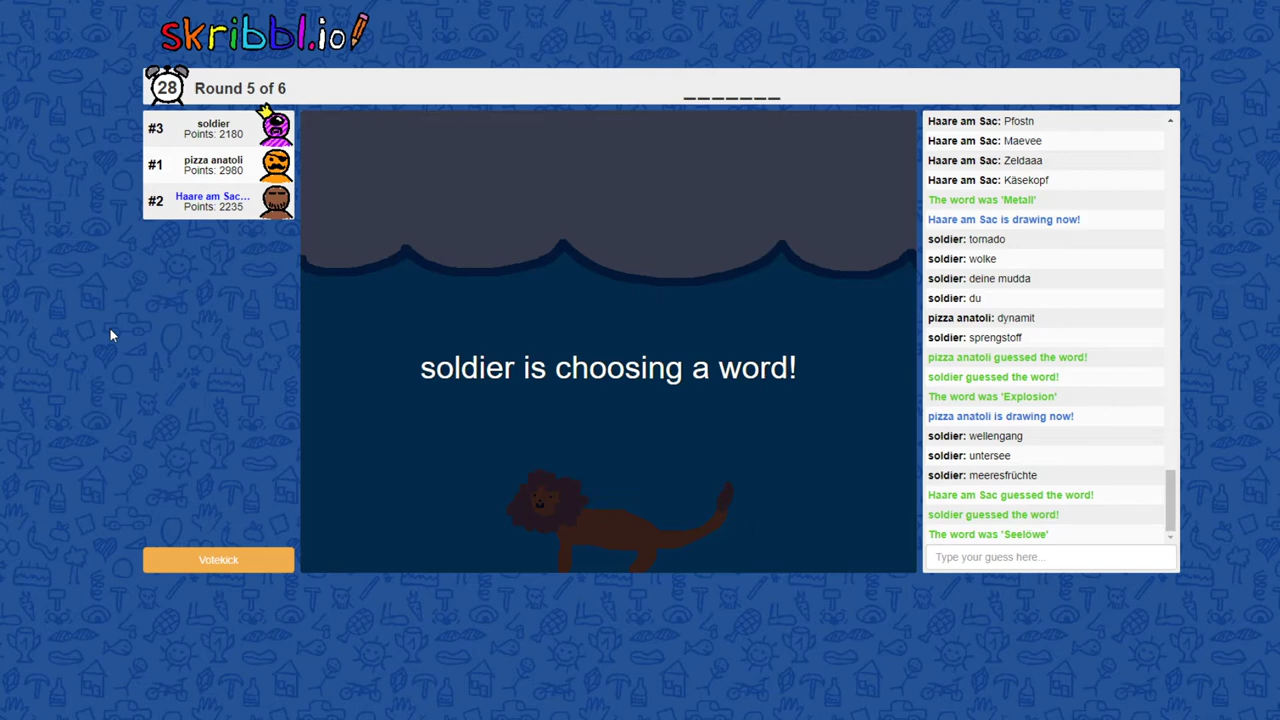 skribbl.io
28
Round 5 of 6
_______
#3
soldier
Points: 2180
#1
pizza anatoli
Points: 2980
#2
Haare am Sac...
Points: 2235
Votekick
soldier is choosing a word!
Haare am Sac: Pfostn
Haare am Sac: Maevee
Haare am Sac: Zeldaaa
Haare am Sac: Käsekopf
The word was 'Metall'
Haare am Sac is drawing now!
soldier: tornado
soldier: wolke
soldier: deine mudda
soldier: du
pizza anatoli: dynamit
soldier: sprengstoff
pizza anatoli guessed the word!
soldier guessed the word!
The word was 'Explosion'
pizza anatoli is drawing now!
soldier: wellengang
soldier: untersee
soldier: meeresfrüchte
Haare am Sac guessed the word!
soldier guessed the word!
The word was 'Seelöwe'
Type your guess here...